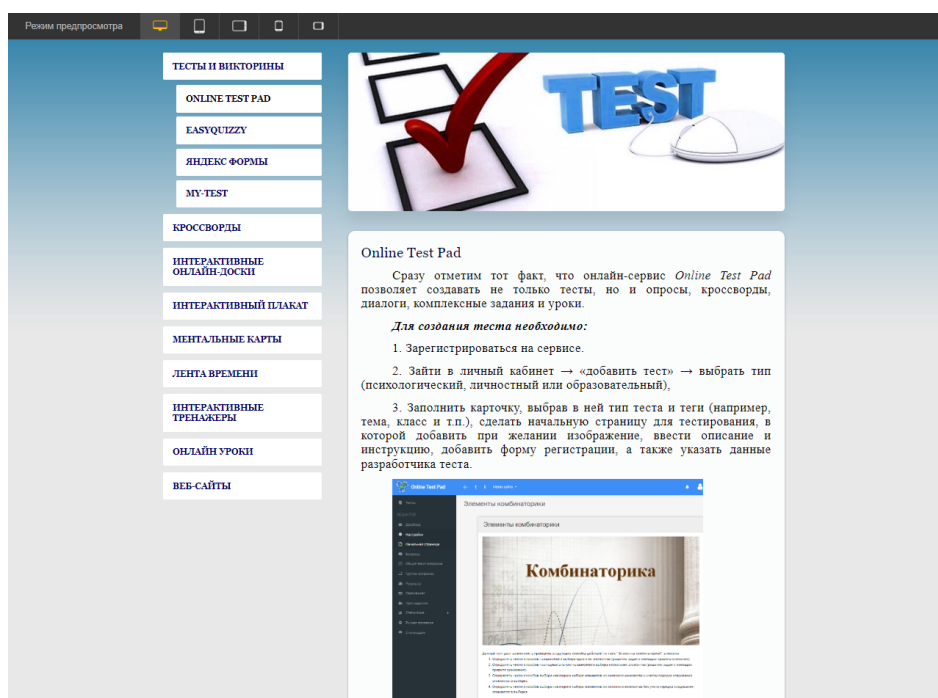 Режим предпросмотра
ТЕСТЫ И ВИКТОРИНЫ
ONLINE TEST PAD
EASYQUIZZY
ЯНДЕКС ФОРМЫ
MY-TEST
КРОССВОРДЫ
ИНТЕРАКТИВНЫЕ
ОНЛАЙН-ДОСКИ
ИНТЕРАКТИВНЫЙ ПЛАКАТ
МЕНТАЛЬНЫЕ КАРТЫ
ЛЕНТА ВРЕМЕНИ
ИНТЕРАКТИВНЫЕ
ТРЕНАЖЕРЫ
ОНЛАЙН УРОКИ
ВЕБ-САЙТЫ
TEST
Online Test Pad
Сразу отметим тот факт, что онлайн-сервис Online Test Pad
позволяет создавать не только тесты, но и опросы, кроссворды,
диалоги, комплексные задания и уроки.
Для создания теста необходимо:
1. Зарегистрироваться на сервисе.
2. Зайти в личный кабинет → «добавить тест» → выбрать тип
(психологический, личностный или образовательный),
3. Заполнить карточку, выбрав в ней тип теста и теги (например,
тема, класс и т.п.), сделать начальную страницу для тестирования, в
которой добавить при желании изображение, ввести описание и
инструкцию, добавить форму регистрации, а также указать данные
разработчика теста.
Online Test Pad
Элементы комбинаторики
Настройки
Начальная страница
Элементы комбинаторики
Комбинаторика